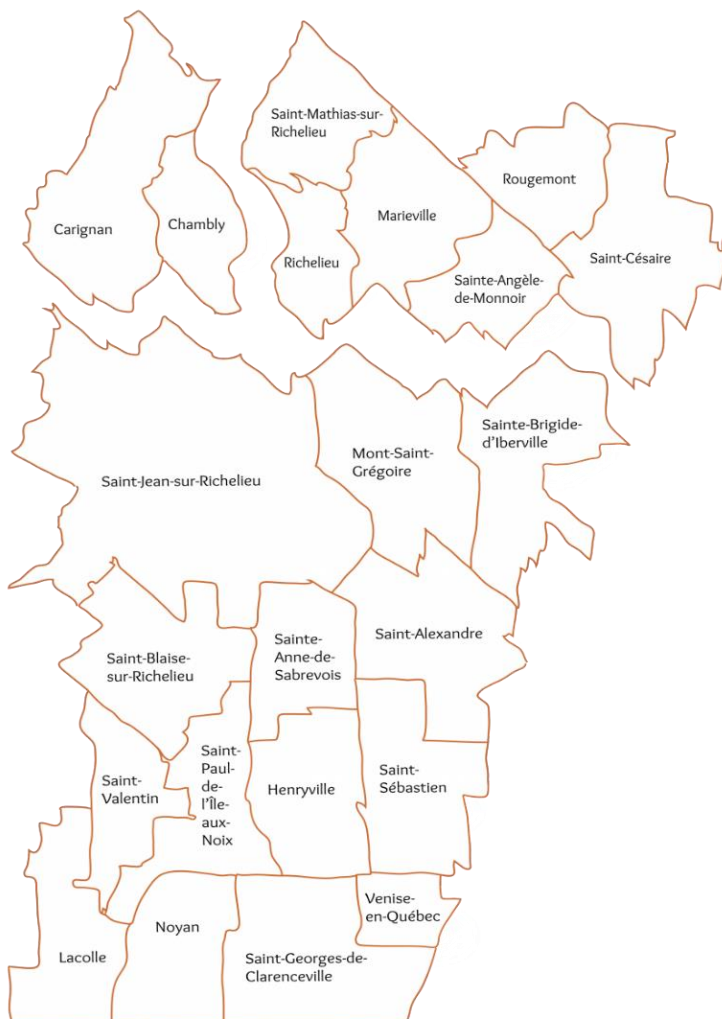 Saint-Mathias-sur-
Richelieu
Rougemont
Carignan
Chambly
Marieville
Richelieu
Saint-Césaire
Sainte-Angèle-
de-Monnoir
Sainte-Brigide-
d'Iberville
Mont-Saint-
Grégoire
Saint-Jean-sur-Richelieu
Saint-Alexandre
Sainte-
Anne-de-
Sabrevois
Saint-Blaise-
sur-Richelieu
Saint-
Paul-
de-
l'Île-
aux-
Noix
Saint-
Valentin
Henryville
Saint-
Sébastien
Venise-
en-Québec
Noyan
Lacolle
Saint-Georges-de-
Clarenceville